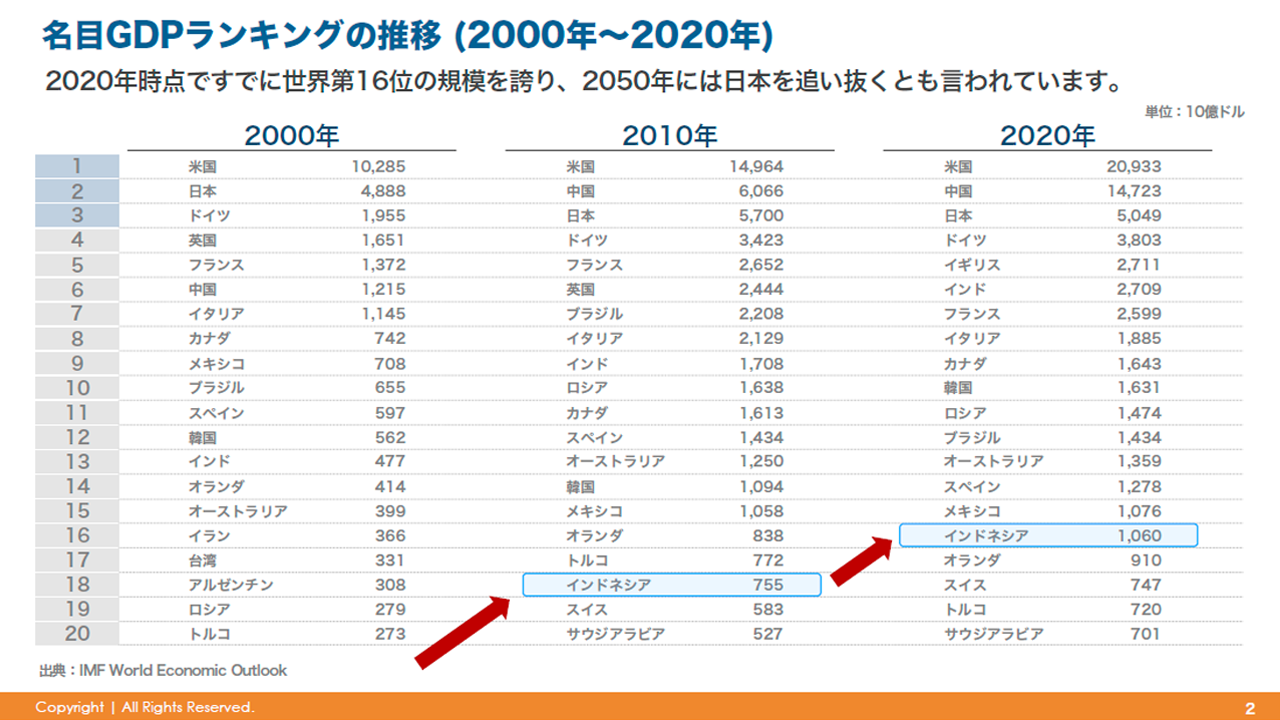 名目GDPランキングの推移 (2000年〜2020年)
2020年時点ですでに世界第16位の規模を誇り、2050年には日本を追い抜くとも言われています。
単位：10億ドル
2000年 2010年 2020年
1 米国 10,285 米国 14,964 米国 20,933
2 日本 4,888 中国 6,066 中国 14,723
3 ドイツ 1,955 日本 5,700 日本 5,049
4 英国 1,651 ドイツ 3,423 ドイツ 3,803
5 フランス 1,372 フランス 2,652 イギリス 2,711
6 中国 1,215 英国 2,444 インド 2,709
7 イタリア 1,145 ブラジル 2,208 フランス 2,599
8 カナダ 742 イタリア 2,129 イタリア 1,885
9 メキシコ 708 インド 1,708 カナダ 1,643
10 ブラジル 655 ロシア 1,638 韓国 1,631
11 スペイン 597 カナダ 1,613 ロシア 1,474
12 韓国 562 スペイン 1,434 ブラジル 1,434
13 インド 477 オーストラリア 1,250 オーストラリア 1,359
14 オランダ 414 韓国 1,094 スペイン 1,278
15 オーストラリア 399 メキシコ 1,058 メキシコ 1,076
16 イラン 366 オランダ 838 インドネシア 1,060
17 台湾 331 トルコ 772 オランダ 910
18 アルゼンチン 308 インドネシア 755 スイス 747
19 ロシア 279 スイス 583 トルコ 720
20 トルコ 273 サウジアラビア 527 サウジアラビア 701
出典：IMF World Economic Outlook
Copyright | All Rights Reserved. 2